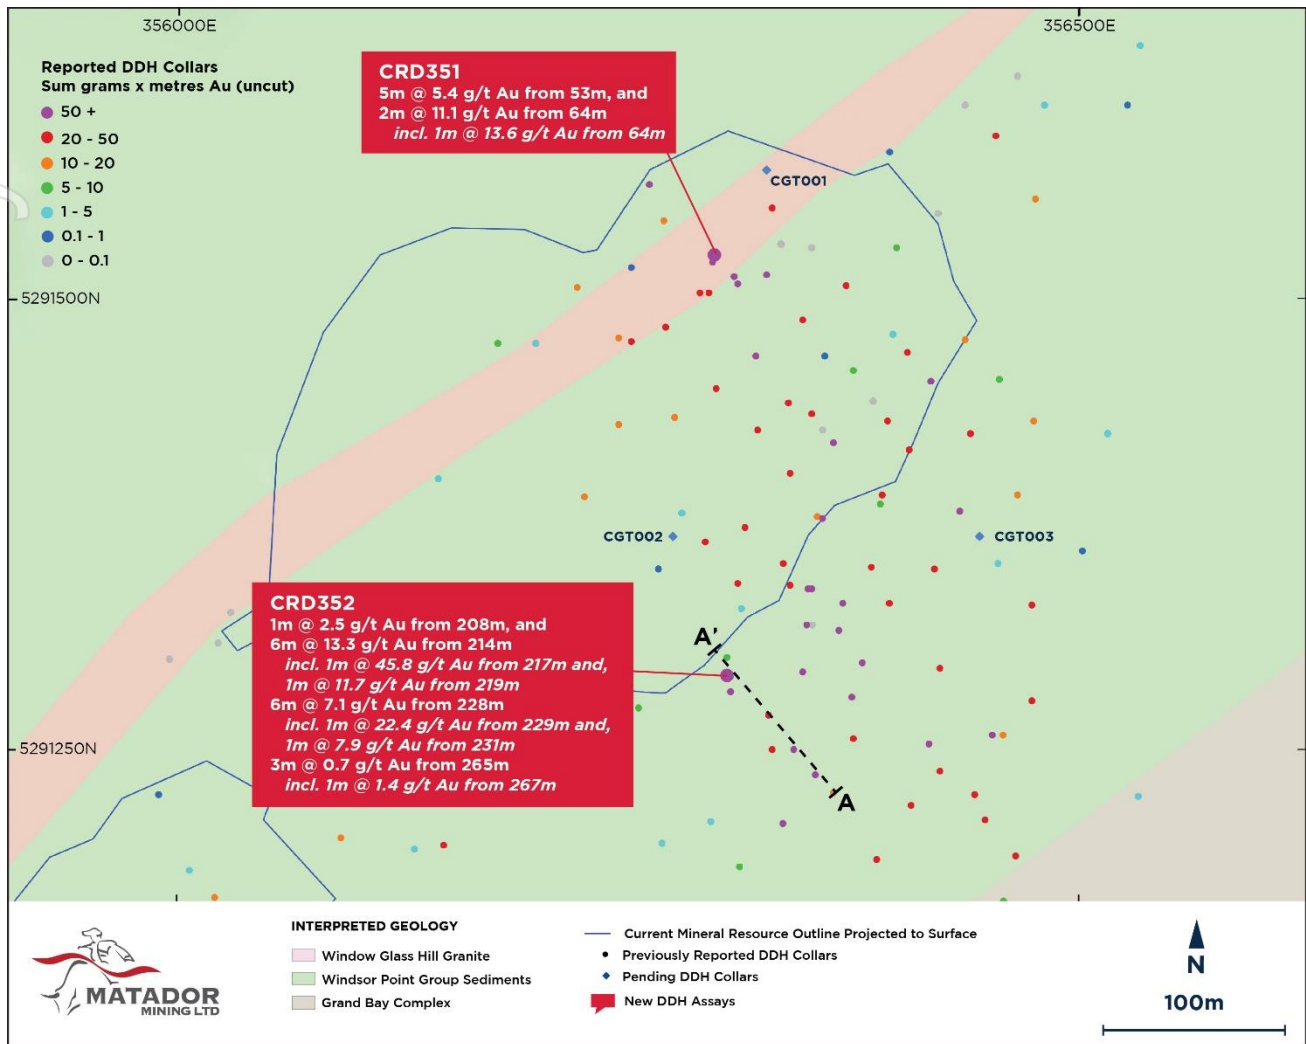 356000E
356500E
Reported DDH Collars
Sum grams x metres Au (uncut)
50 +
20 - 50
10 - 20
5 - 10
1 - 5
0.1 - 1
0 - 0.1
CRD351
5m @ 5.4 g/t Au from 53m, and
2m @ 11.1 g/t Au from 64m
incl. 1m @ 13.6 g/t Au from 64m
CGT001
5291500N
CGT002
CGT003
CRD352
1m @ 2.5 g/t Au from 208m, and
6m @ 13.3 g/t Au from 214m
incl. 1m @ 45.8 g/t Au from 217m and,
1m @ 11.7 g/t Au from 219m
6m @ 7.1 g/t Au from 228m
incl. 1m @ 22.4 g/t Au from 229m and,
1m @ 7.9 g/t Au from 231m
3m @ 0.7 g/t Au from 265m
incl. 1m @ 1.4 g/t Au from 267m
A'
A
5291250N
MATADOR
MINING LTD
INTERPRETED GEOLOGY
Window Glass Hill Granite
Windsor Point Group Sediments
Grand Bay Complex
Current Mineral Resource Outline Projected to Surface
Previously Reported DDH Collars
Pending DDH Collars
New DDH Assays
N
100m